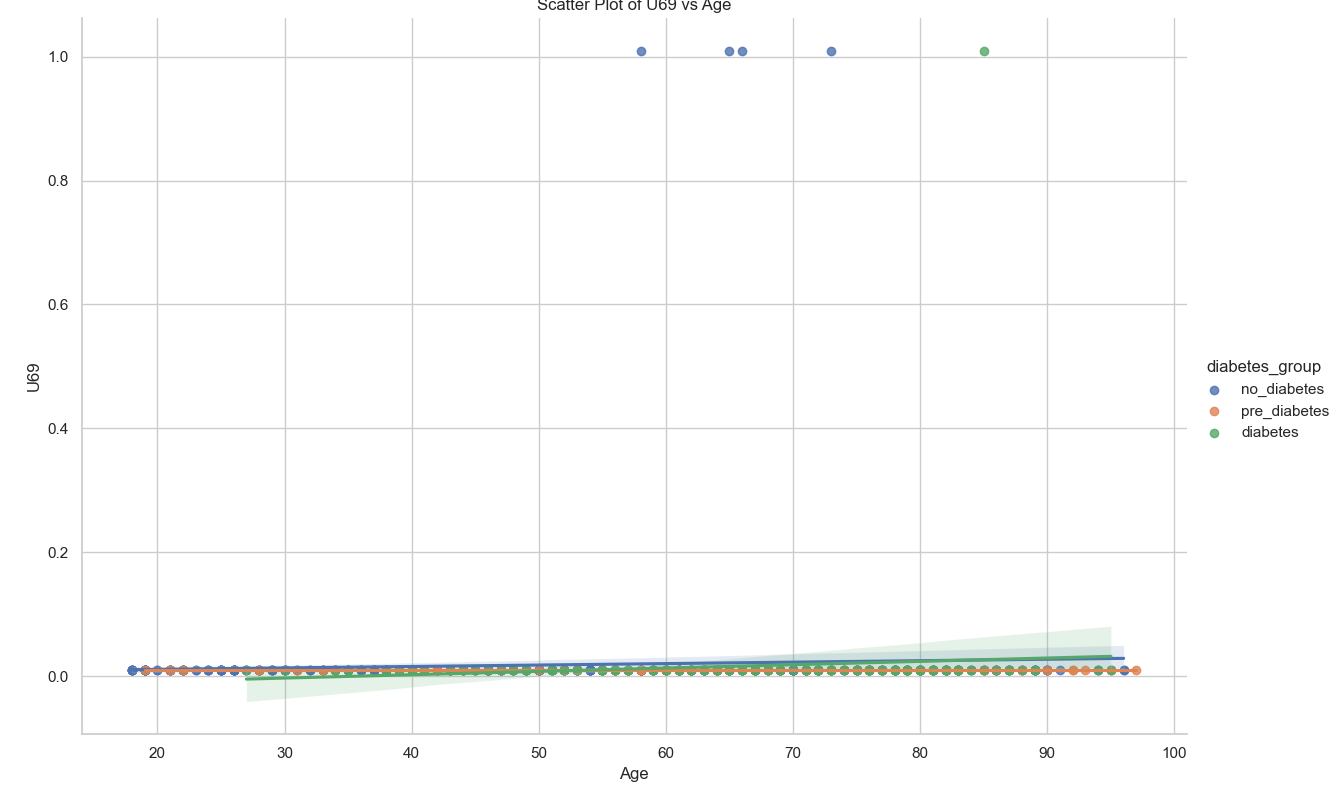 Scatter Plot of U69 vs Age
1.0
0.8
0.6
0.4
0.2
0.0
U69
20 30 40 50 60 70 80 90 100
Age
diabetes_group
no_diabetes
pre_diabetes
diabetes